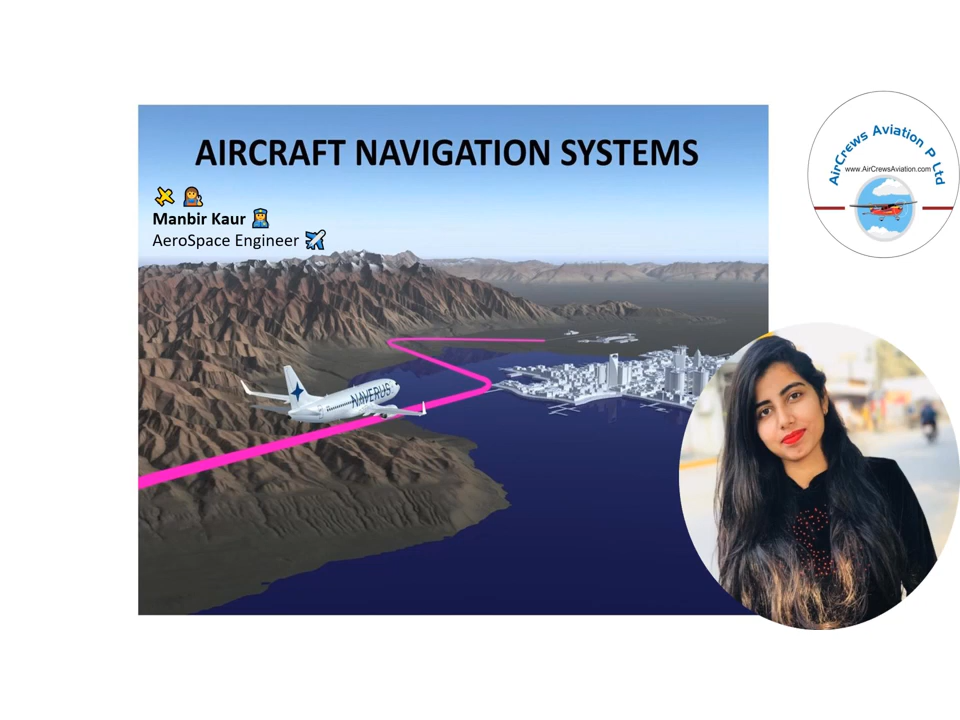 AIRCRAFT NAVIGATION SYSTEMS
Manbir Kaur
AeroSpace Engineer
AirCrews Aviation P Ltd
www.AirCrewsAviation.com
NAVERUS